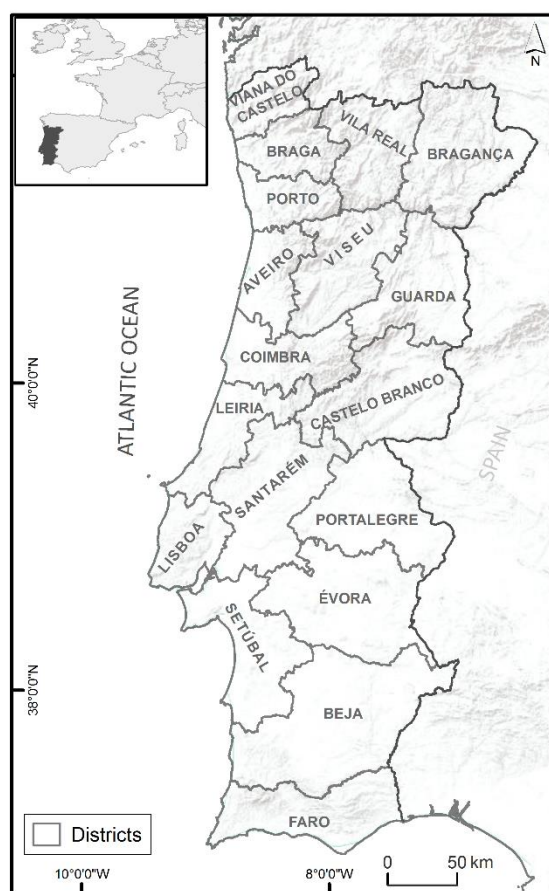 N
VIANA DO
CASTELO
VILA REAL
BRAGANÇA
BRAGA
PORTO
AVEIRO
VISEU
GUARDA
COIMBRA
ATLANTIC OCEAN
40°0'0"N
LEIRIA
CASTELO BRANCO
SPAIN
SANTARÉM
PORTALEGRE
LISBOA
ÉVORA
SETÚBAL
38°0'0"N
BEJA
FARO
Districts
0 50 km
10°0'0"W 8°0'0"W